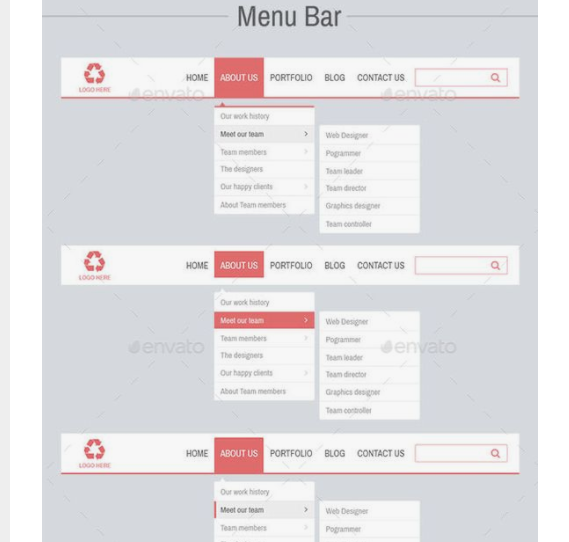 Menu Bar
LOGO HERE
HOME ABOUT US PORTFOLIO BLOG CONTACT US
envato envato
Our work history
Meet our team > Web Designer
Team members > Pogrammer
The designers Team leader
Our happy clients > Team director
About Team members Graphics designer
Team controller
LOGO HERE
HOME ABOUT US PORTFOLIO BLOG CONTACT US
Our work history
Meet our team > Web Designer
Team members > Pogrammer
envato envato
The designers Team leader
Our happy clients > Team director
About Team members Graphics designer
Team controller
LOGO HERE
HOME ABOUT US PORTFOLIO BLOG CONTACT US
Our work history
Meet our team > Web Designer
Team members > Pogrammer